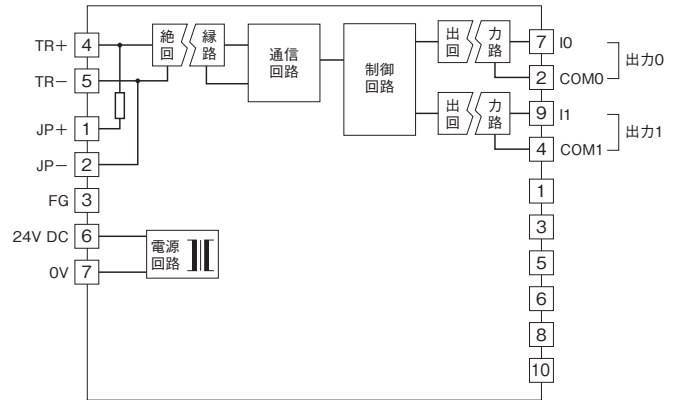 TR+ 4
TR− 5
JP+ 1
JP− 2
FG 3
24V DC 6
0V 7
絶縁
回路
通信
回路
制御
回路
出力
回路
出力
回路
電源
回路
7 I0
2 COM0
出力0
9 I1
4 COM1
出力1
1
3
5
6
8
10